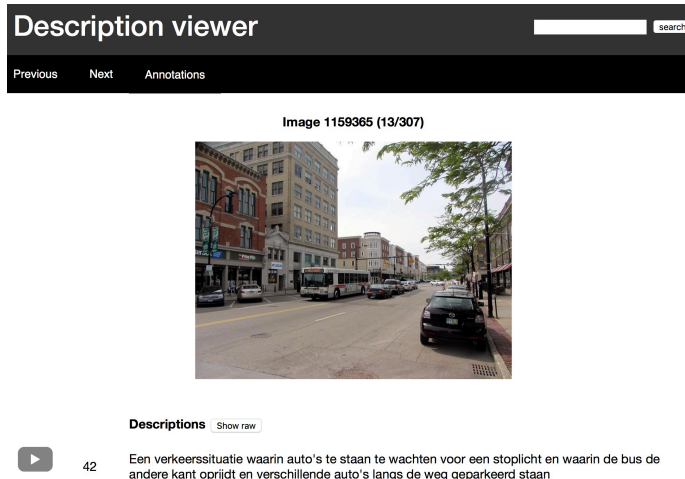 Description viewer
search
Previous Next Annotations
Image 1159365 (13/307)
Descriptions Show raw
42
Een verkeerssituatie waarin auto's te staan te wachten voor een stoplicht en waarin de bus de
andere kant oprijdt en verschillende auto's langs de weg geparkeerd staan